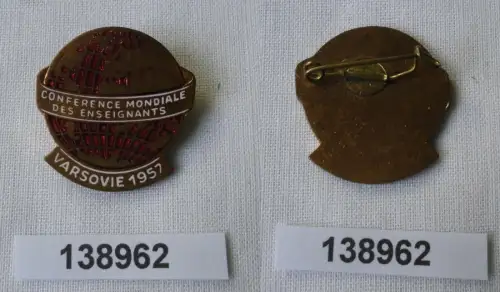 CONFERENCE MONDIALE
DES ENSEIGNANTS
VARSOVIE 1957
138962
138962